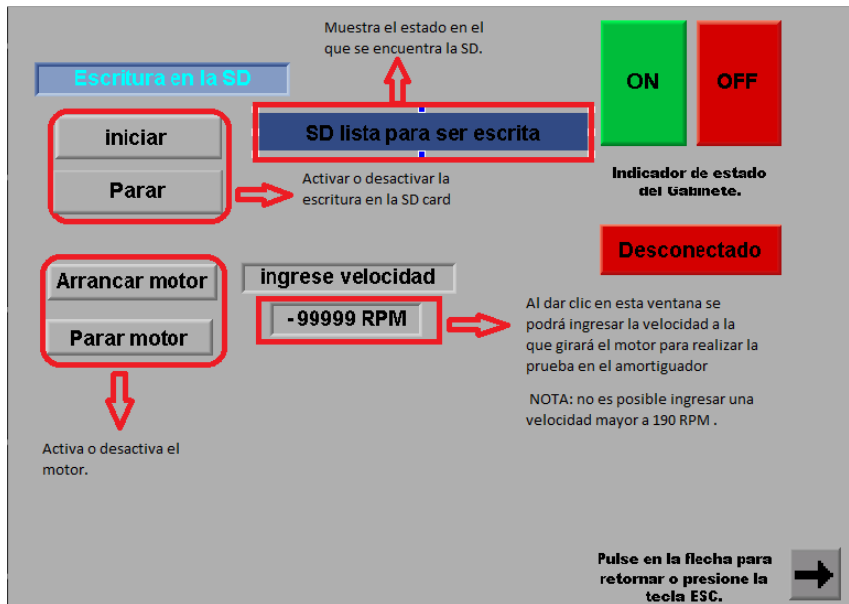 Muestra el estado en el
que se encuentra la SD.
Escritura en la SD
ON
OFF
SD lista para ser escrita
iniciar
Parar
Activar o desactivar la
escritura en la SD card
Indicador de estado
del Gabinete.
Desconectado
Arrancar motor
ingrese velocidad
-99999 RPM
Parar motor
Al dar clic en esta ventana se
podrá ingresar la velocidad a la
que girará el motor para realizar la
prueba en el amortiguador
NOTA: no es posible ingresar una
velocidad mayor a 190 RPM .
Activa o desactiva el
motor.
Pulse en la flecha para
retornar o presione la
tecla ESC.